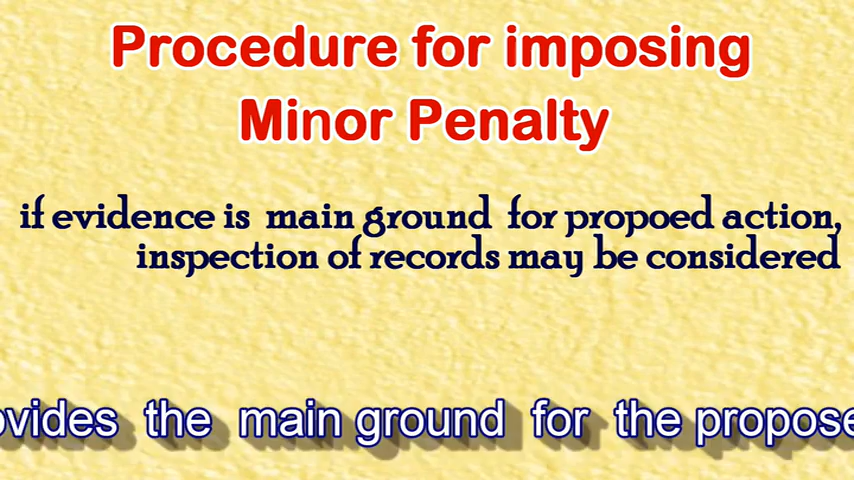 Procedure for imposing
Minor Penalty
if evidence is main ground for propoed action,
inspection of records may be considered
the main ground for the